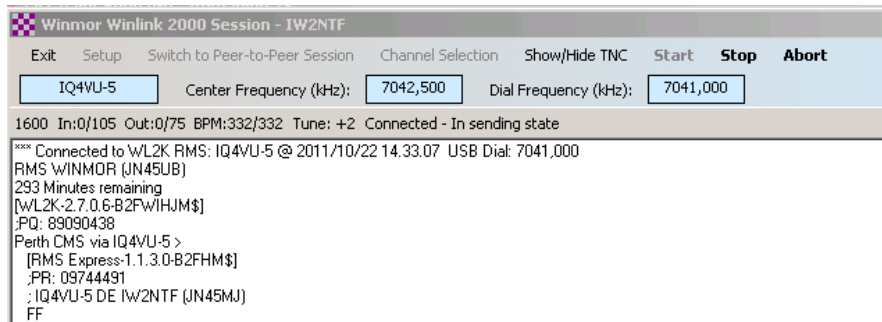 Winmor Winlink 2000 Session - IW2NTF
Exit Setup Switch to Peer-to-Peer Session Channel Selection Show/Hide TNC Start Stop Abort
IQ4VU-5 Center Frequency (kHz): 7042,500 Dial Frequency (kHz): 7041,000
1600 In:0/105 Out:0/75 BPM:332/332 Tune: +2 Connected - In sending state
*** Connected to WL2K RMS: IQ4VU-5 @ 2011/10/22 14.33.07 USB Dial: 7041,000
RMS WINMOR (JN45UB)
293 Minutes remaining
[WL2K-2.7.0.6-B2FWIHJM$]
;PQ: 89090438
Perth CMS via IQ4VU-5 >
[RMS Express-1.1.3.0-B2FHM$]
;PR: 09744491
; IQ4VU-5 DE IW2NTF (JN45MJ)
FF